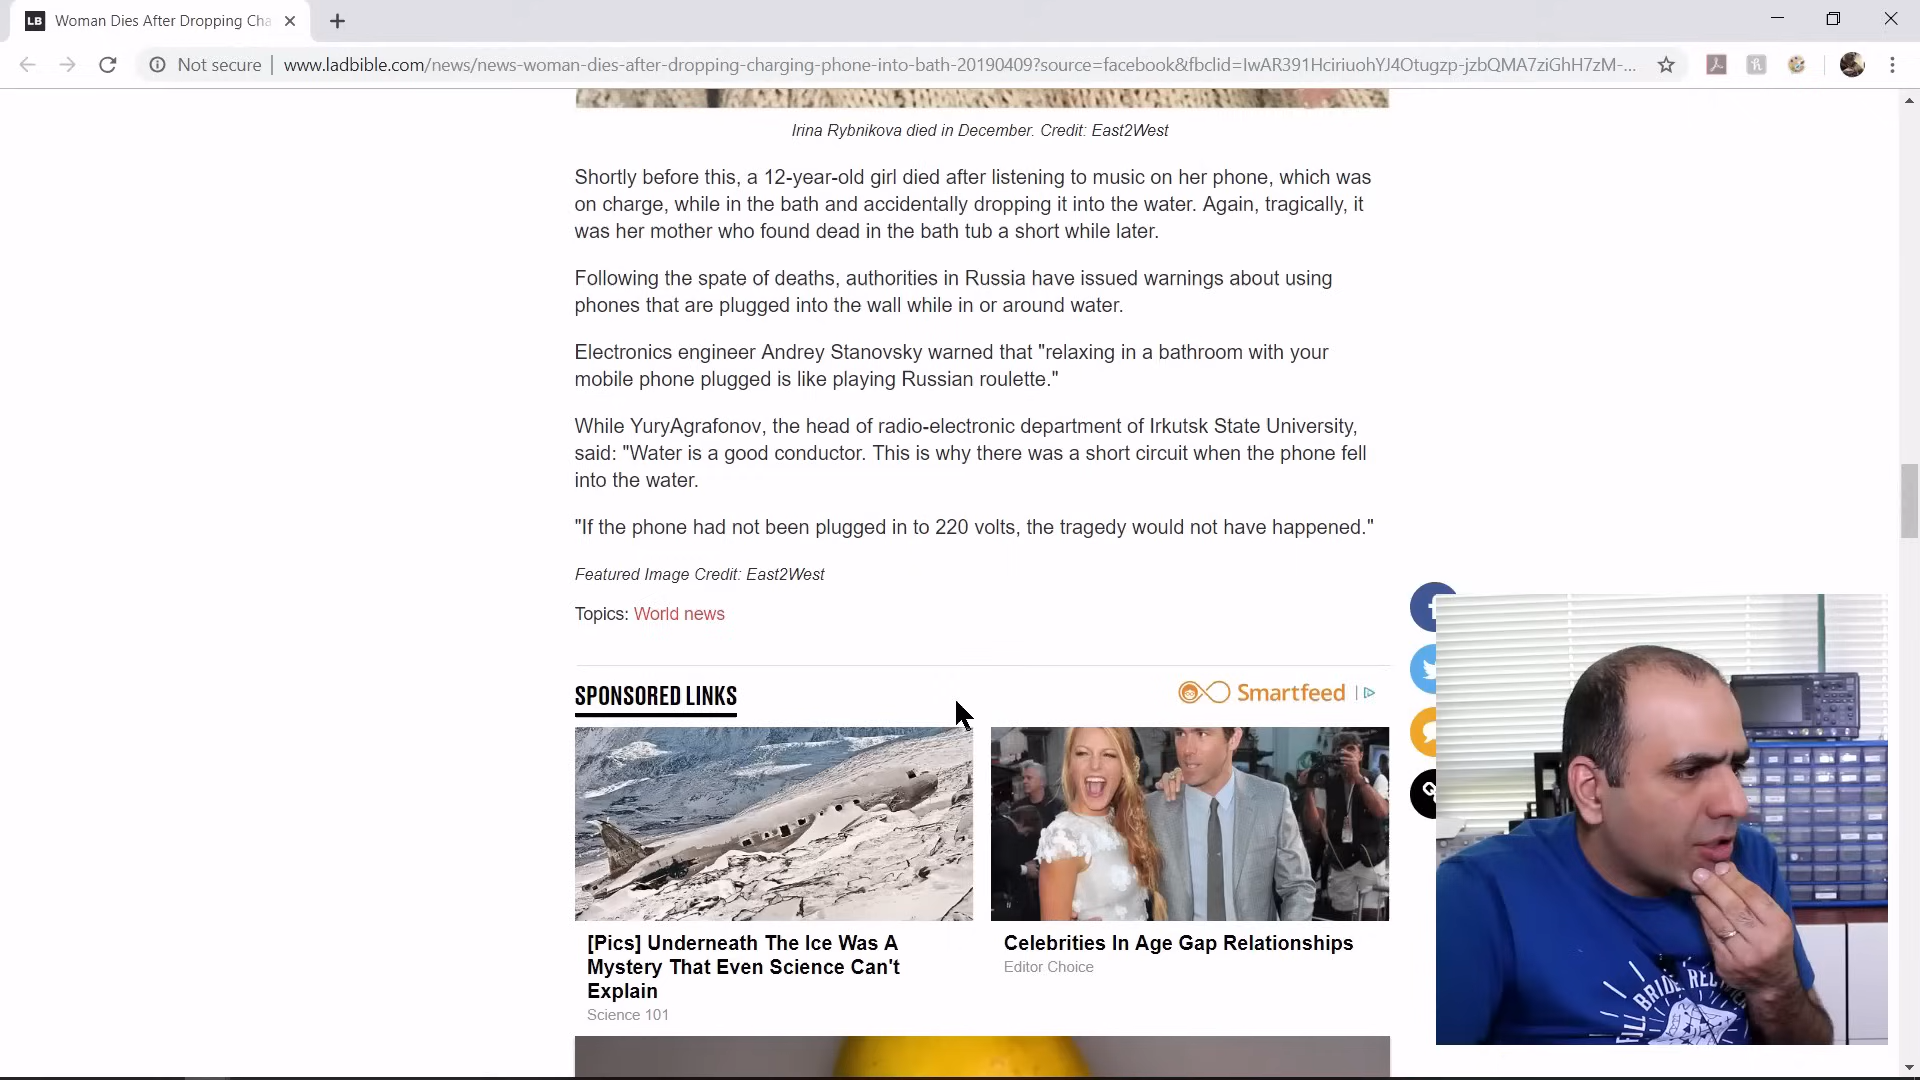 LB Woman Dies After Dropping Cha
Not secure www.ladbible.com/news/news-woman-dies-after-dropping-charging-phone-into-bath-20190409?source=facebook&fbclid=IwAR391HciriuohYJ4Otugzp-jzbQMA7ziGhH7zM-...
Irina Rybnikova died in December. Credit: East2West
Shortly before this, a 12-year-old girl died after listening to music on her phone, which was
on charge, while in the bath and accidentally dropping it into the water. Again, tragically, it
was her mother who found dead in the bath tub a short while later.
Following the spate of deaths, authorities in Russia have issued warnings about using
phones that are plugged into the wall while in or around water.
Electronics engineer Andrey Stanovsky warned that "relaxing in a bathroom with your
mobile phone plugged is like playing Russian roulette."
While YuryAgrafonov, the head of radio-electronic department of Irkutsk State University,
said: "Water is a good conductor. This is why there was a short circuit when the phone fell
into the water.
"If the phone had not been plugged in to 220 volts, the tragedy would not have happened."
Featured Image Credit: East2West
Topics: World news
SPONSORED LINKS
Smartfeed
[Pics] Underneath The Ice Was A
Mystery That Even Science Can't
Explain
Science 101
Celebrities In Age Gap Relationships
Editor Choice
BRIDGE